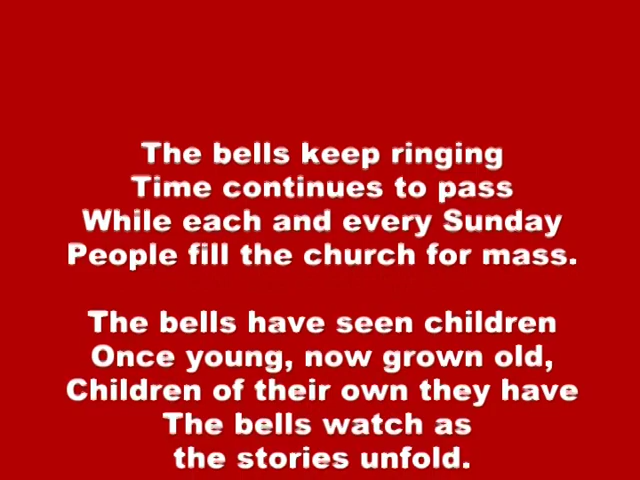 The bells keep ringing
Time continues to pass
While each and every Sunday
People fill the church for mass.
The bells have seen children
Once young, now grown old,
Children of their own they have
The bells watch as
the stories unfold.